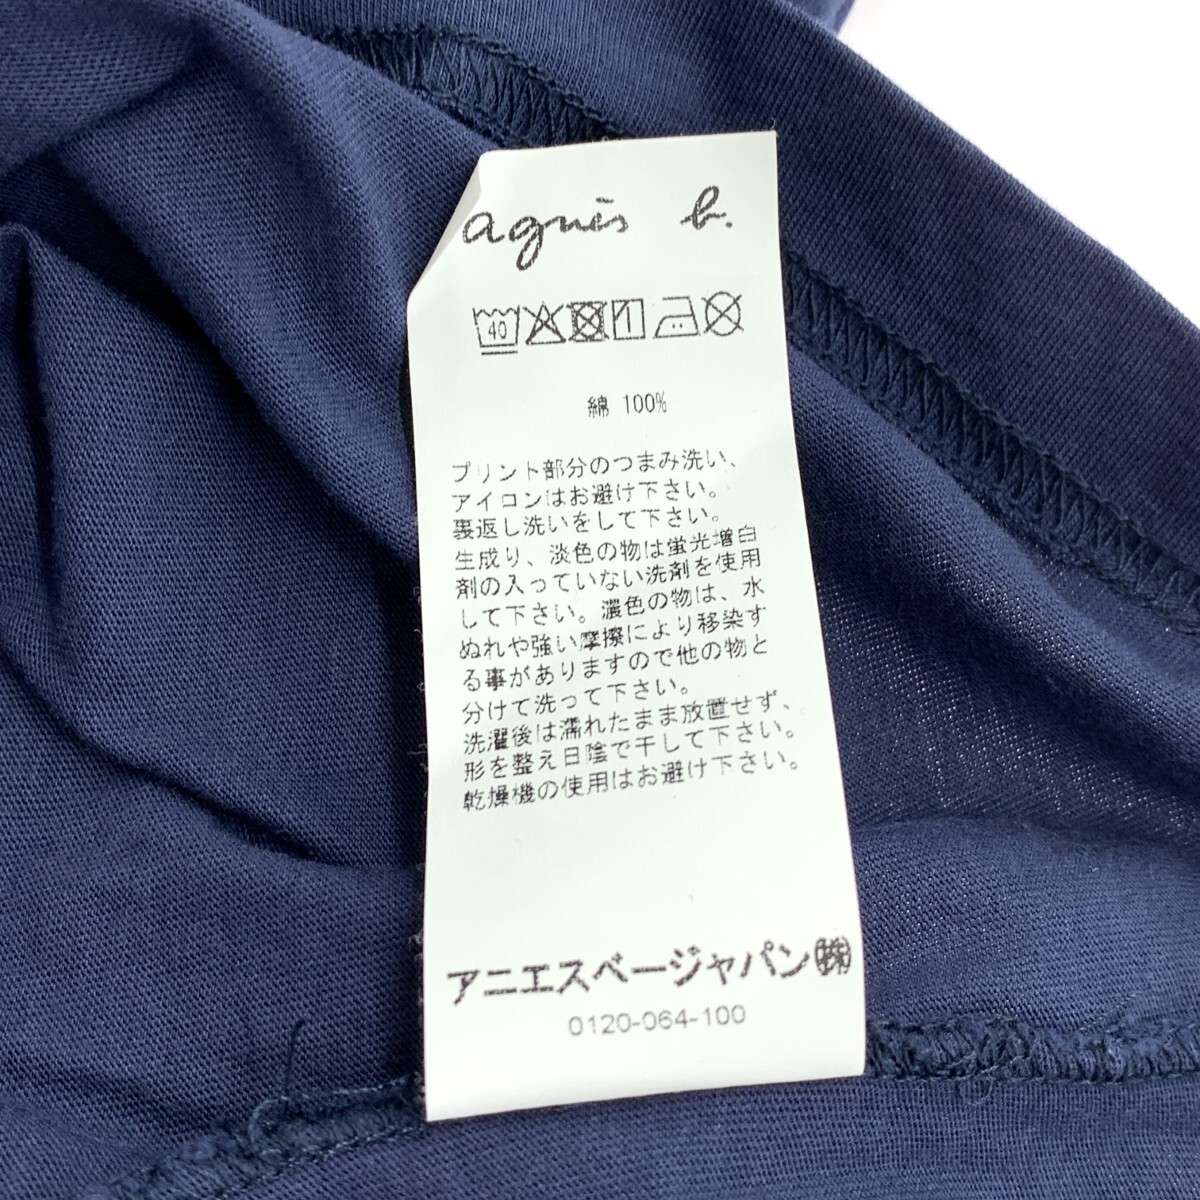 agnès b.
40
綿 100%
プリント部分のつまみ洗い、
アイロンはお避け下さい。
裏返し洗いをして下さい。
生成り、淡色の物は蛍光増白
剤の入っていない洗剤を使用
して下さい。濃色の物は、水
ぬれや強い摩擦により移染す
る事がありますので他の物と
分けて洗って下さい。
洗濯後は濡れたまま放置せず、
形を整え日陰で干して下さい。
乾燥機の使用はお避け下さい。
アニエスベージャパン㈱
0120-064-100